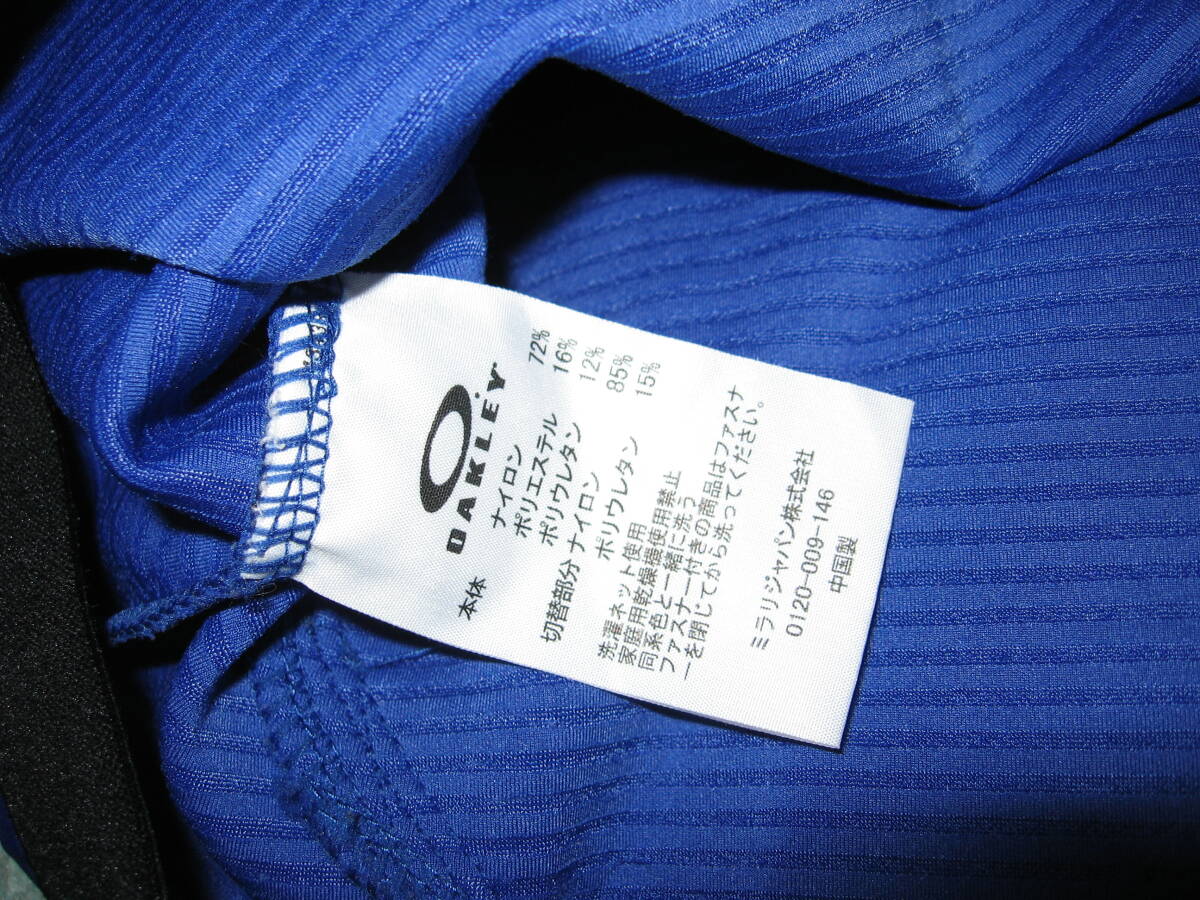 OAKLEY
本体 ナイロン 72%
ポリエステル 16%
ポリウレタン 12%
切替部分 ナイロン 85%
ポリウレタン 15%
洗濯ネット使用
家庭用乾燥機使用禁止
同系色と一緒に洗う
ファスナー付きの商品はファスナ
ーを閉じてから洗ってください。
ミラリジャパン株式会社
0120-009-146
中国製